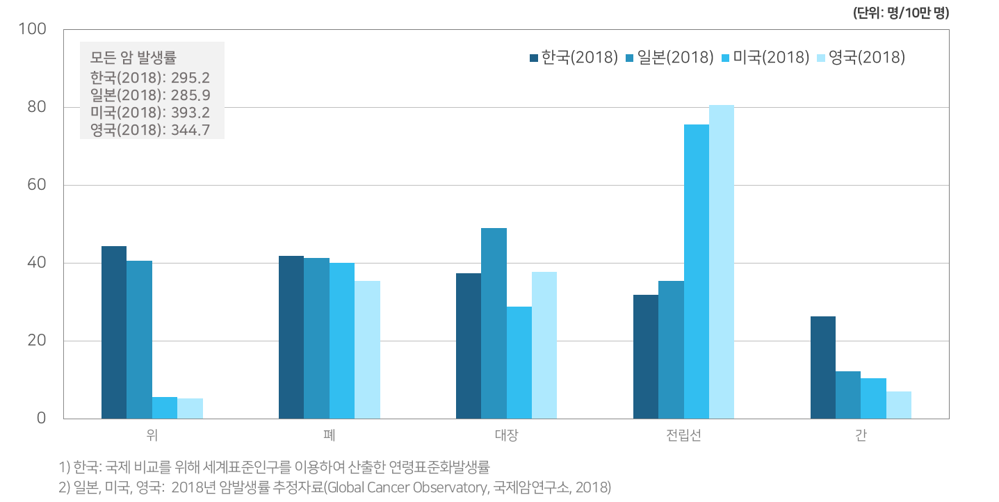 (단위: 명/10만 명)
100
80
60
40
20
0
모든 암 발생률
한국(2018): 295.2
일본(2018): 285.9
미국(2018): 393.2
영국(2018): 344.7
한국(2018) 일본(2018) 미국(2018) 영국(2018)
위 폐 대장 전립선 간
1) 한국: 국제 비교를 위해 세계표준인구를 이용하여 산출한 연령표준화발생률
2) 일본, 미국, 영국: 2018년 암발생률 추정자료(Global Cancer Observatory, 국제암연구소, 2018)